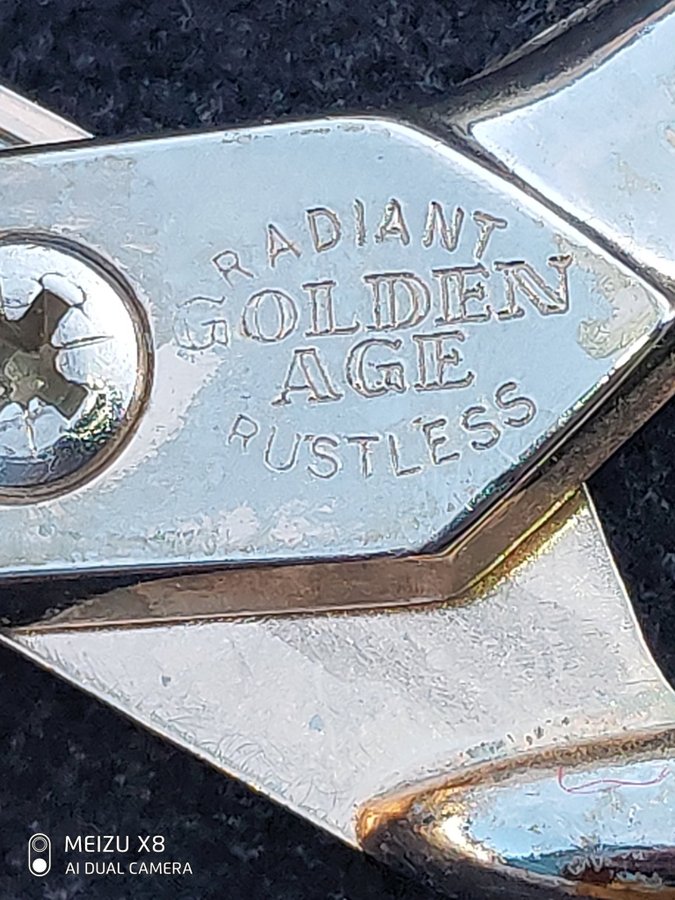 RADIANT
GOLDEN
AGE
RUSTLESS
MEIZU X8
AI DUAL CAMERA